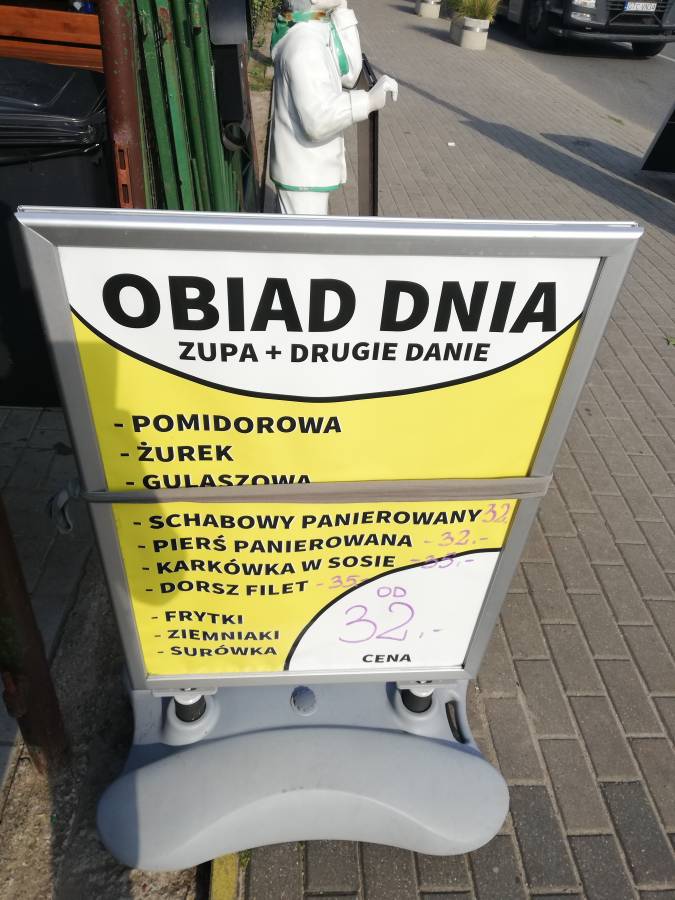 OBIAD DNIA
ZUPA + DRUGIE DANIE
- POMIDOROWA
- ŻUREK
- GULASZOWA
- SCHABOWY PANIEROWANY 32
- PIERŚ PANIEROWANA - 32.-
- KARKÓWKA W SOSIE - 35.-
- DORSZ FILET - 35-
- FRYTKI
- ZIEMNIAKI
- SURÓWKA
OD
32.-
CENA